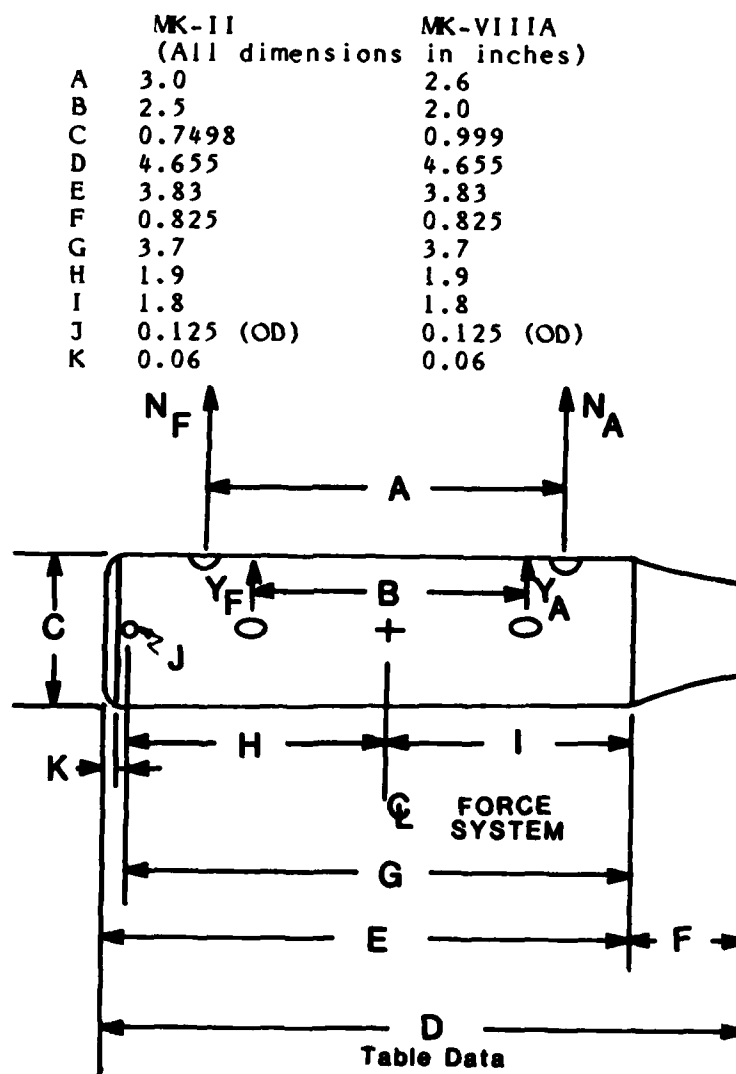 MK-II MK-VIIIA
(All dimensions in inches)
A 3.0 2.6
B 2.5 2.0
C 0.7498 0.999
D 4.655 4.655
E 3.83 3.83
F 0.825 0.825
G 3.7 3.7
H 1.9 1.9
I 1.8 1.8
J 0.125 (OD) 0.125 (OD)
K 0.06 0.06
N_F N_A
A
Y_F B Y_A
C
J
H I
K
℄ FORCE
SYSTEM
G
E F
D
Table Data